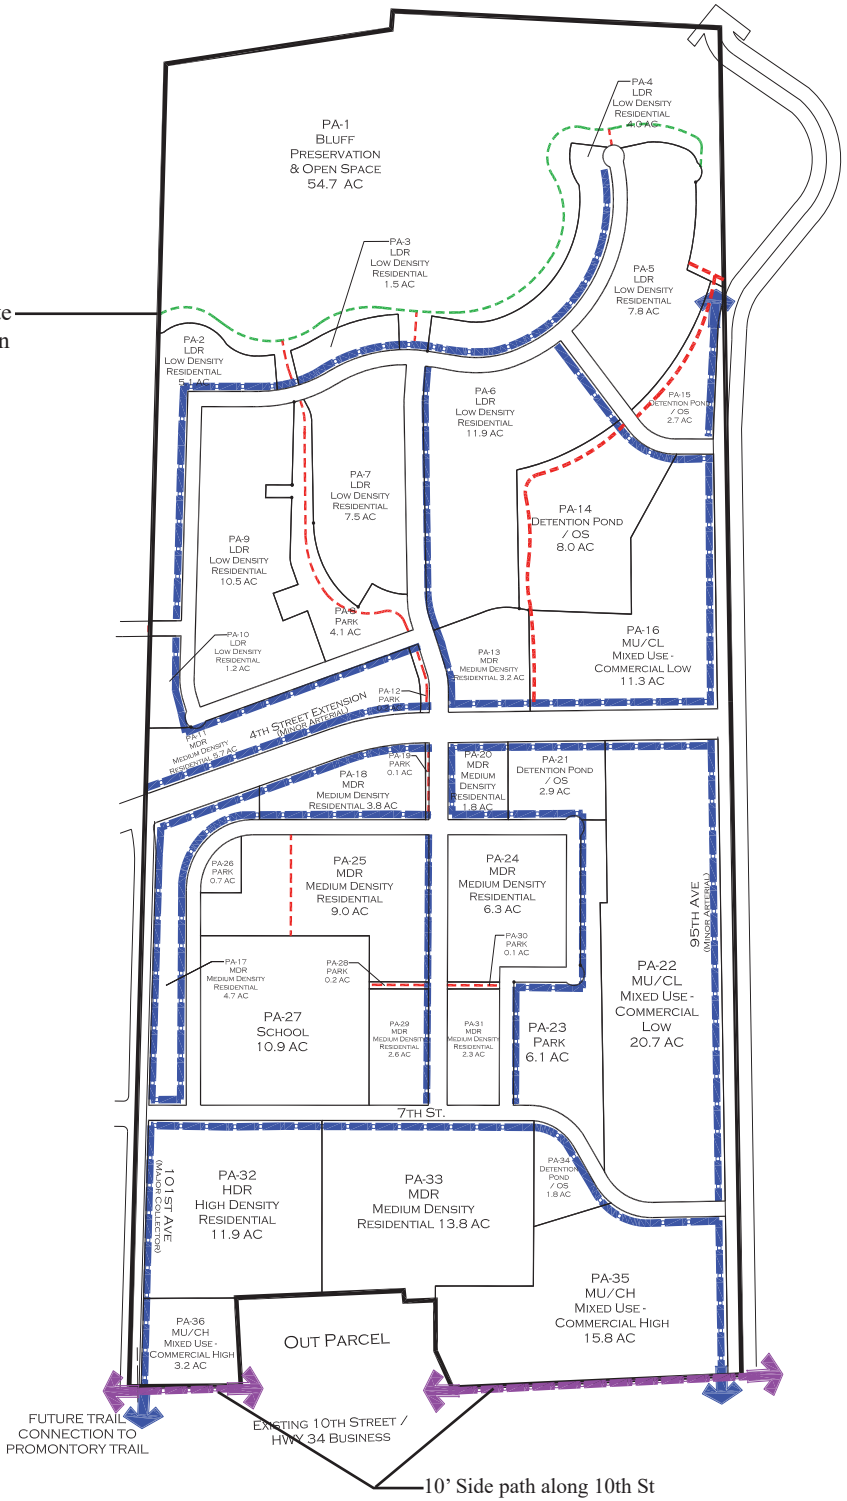 PA-4
LDR
LOW DENSITY
RESIDENTIAL
4.0 AC
PA-1
BLUFF
PRESERVATION
& OPEN SPACE
54.7 AC
PA-3
LDR
LOW DENSITY
RESIDENTIAL
1.5 AC
PA-5
LDR
LOW DENSITY
RESIDENTIAL
7.8 AC
te
n
PA-2
LDR
LOW DENSITY
RESIDENTIAL
5.1 AC
PA-6
LDR
LOW DENSITY
RESIDENTIAL
11.9 AC
PA-15
DETENTION POND
/ OS
2.7 AC
PA-7
LDR
LOW DENSITY
RESIDENTIAL
7.5 AC
PA-14
DETENTION POND
/ OS
8.0 AC
PA-9
LDR
LOW DENSITY
RESIDENTIAL
10.5 AC
PA-8
PARK
4.1 AC
PA-10
LDR
LOW DENSITY
RESIDENTIAL
1.2 AC
PA-16
MU/CL
MIXED USE -
COMMERCIAL LOW
11.3 AC
PA-13
MDR
MEDIUM DENSITY
RESIDENTIAL 3.2 AC
PA-12
PARK
4TH STREET EXTENSION
(MINOR ARTERIAL)
PA-11
MDR
MEDIUM DENSITY
RESIDENTIAL 5.7 AC
PA-19
PARK
0.1 AC
PA-20
MDR
MEDIUM
DENSITY
RESIDENTIAL
1.8 AC
PA-21
DETENTION POND
/ OS
2.9 AC
PA-18
MDR
MEDIUM DENSITY
RESIDENTIAL 3.8 AC
PA-26
PARK
0.7 AC
PA-25
MDR
MEDIUM DENSITY
RESIDENTIAL
9.0 AC
PA-24
MDR
MEDIUM DENSITY
RESIDENTIAL
6.3 AC
95TH AVE
(MINOR ARTERIAL)
PA-30
PARK
0.1 AC
PA-17
MDR
MEDIUM DENSITY
RESIDENTIAL
4.7 AC
PA-28
PARK
0.2 AC
PA-22
MU/CL
MIXED USE -
COMMERCIAL
LOW
20.7 AC
PA-27
SCHOOL
10.9 AC
PA-29
MDR
MEDIUM DENSITY
RESIDENTIAL
2.6 AC
PA-31
MDR
MEDIUM DENSITY
RESIDENTIAL
2.3 AC
PA-23
PARK
6.1 AC
7TH ST.
101ST AVE
(MAJOR COLLECTOR)
PA-32
HDR
HIGH DENSITY
RESIDENTIAL
11.9 AC
PA-33
MDR
MEDIUM DENSITY
RESIDENTIAL 13.8 AC
PA-34
DETENTION
POND
/ OS
1.8 AC
PA-35
MU/CH
MIXED USE -
COMMERCIAL HIGH
15.8 AC
PA-36
MU/CH
MIXED USE -
COMMERCIAL HIGH
3.2 AC
OUT PARCEL
FUTURE TRAIL
CONNECTION TO
PROMONTORY TRAIL
EXISTING 10TH STREET /
HWY 34 BUSINESS
10’ Side path along 10th St